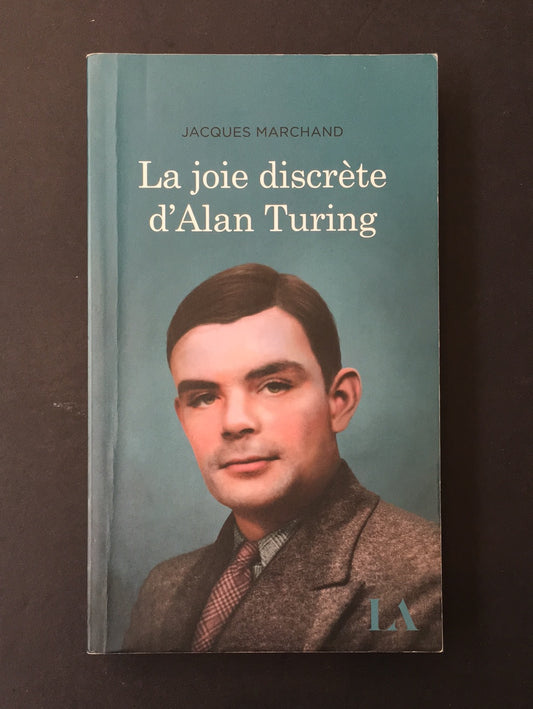 JACQUES MARCHAND
La joie discrète
d’Alan Turing
LA